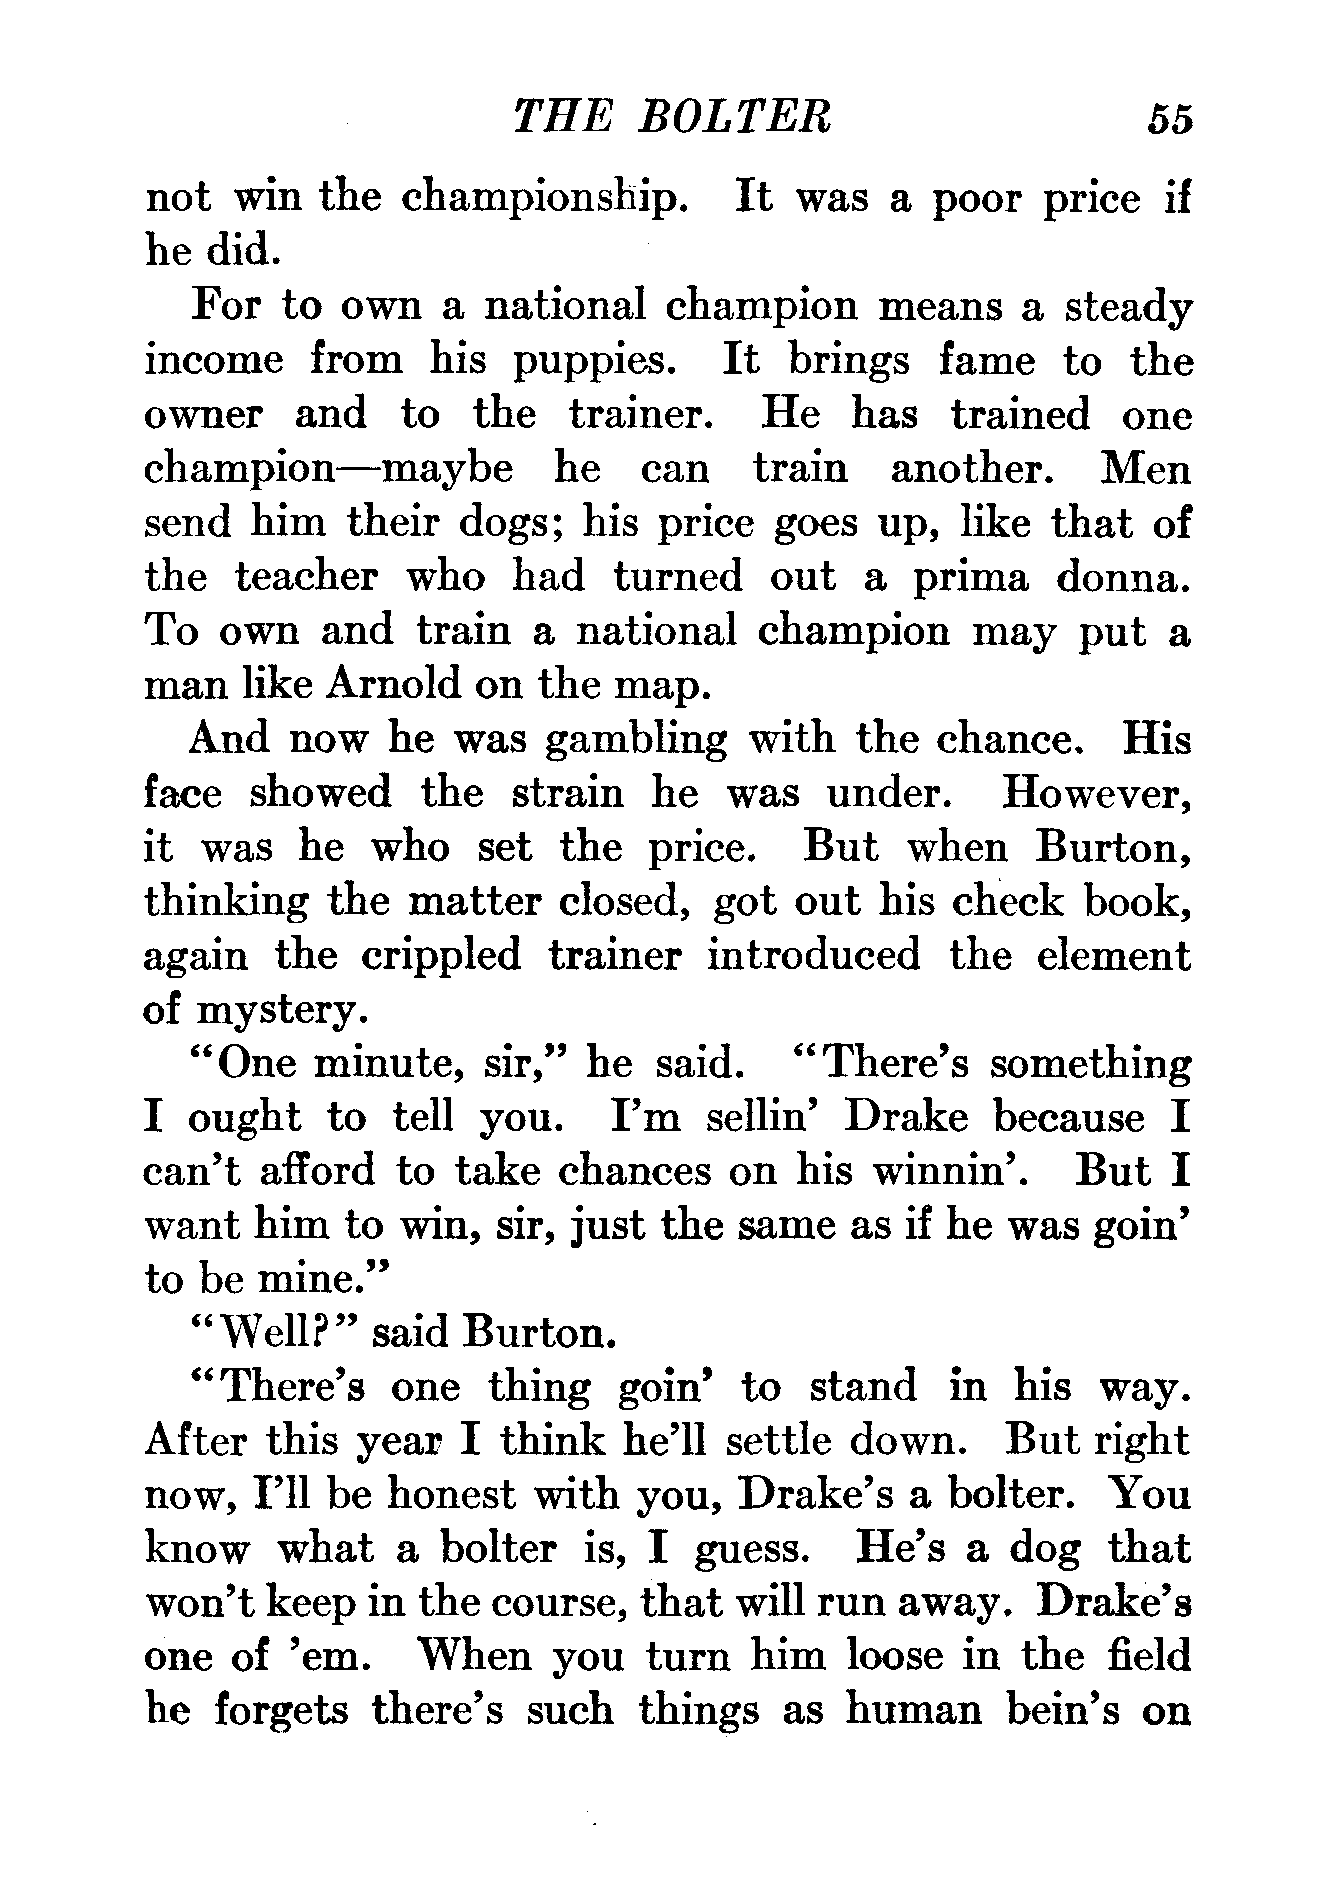 THE BOLTER 55
not win the championship. It was a poor price if
he did.
For to own a national champion means a steady
income from his puppies. It brings fame to the
owner and to the trainer. He has trained one
champion—maybe he can train another. Men
send him their dogs; his price goes up, like that of
the teacher who had turned out a prima donna.
To own and train a national champion may put a
man like Arnold on the map.
And now he was gambling with the chance. His
face showed the strain he was under. However,
it was he who set the price. But when Burton,
thinking the matter closed, got out his check book,
again the crippled trainer introduced the element
of mystery.
“One minute, sir,” he said. “There’s something
I ought to tell you. I’m sellin’ Drake because I
can’t afford to take chances on his winnin’. But I
want him to win, sir, just the same as if he was goin’
to be mine.”
“Well?” said Burton.
“There’s one thing goin’ to stand in his way.
After this year I think he’ll settle down. But right
now, I’ll be honest with you, Drake’s a bolter. You
know what a bolter is, I guess. He’s a dog that
won’t keep in the course, that will run away. Drake’s
one of ’em. When you turn him loose in the field
he forgets there’s such things as human bein’s on